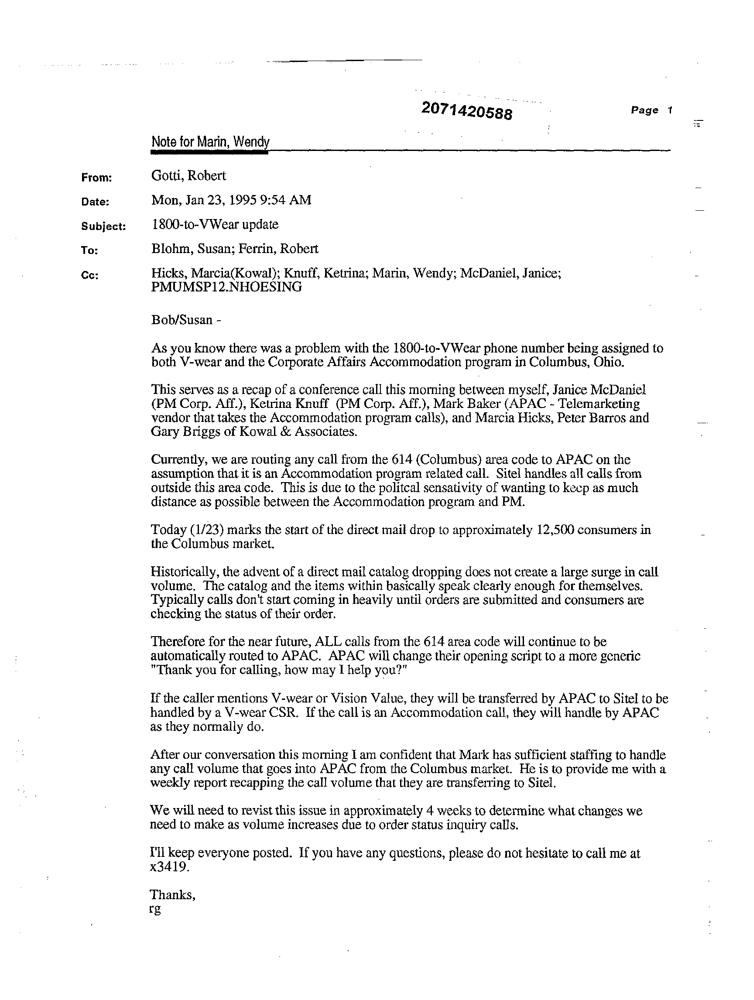 2071420588
Page 1
Note for Marin, Wendy
From: Gotti, Robert
Date: Mon, Jan 23, 1995 9:54 AM
Subject: 1800-to-VWear update
To: Blohm, Susan; Ferrin, Robert
Cc: Hicks, Marcia(Kowal); Knuff, Ketrina; Marin, Wendy; McDaniel, Janice;
PMUMSP12.NHOESING
Bob/Susan -
As you know there was a problem with the 1800-to-VWear phone number being assigned to
both V-wear and the Corporate Affairs Accommodation program in Columbus, Ohio.
This serves as a recap of a conference call this morning between myself, Janice McDaniel
(PM Corp. Aff.), Ketrina Knuff (PM Corp. Aff.), Mark Baker (APAC - Telemarketing
vendor that takes the Accommodation program calls), and Marcia Hicks, Peter Barros and
Gary Briggs of Kowal & Associates.
Currently, we are routing any call from the 614 (Columbus) area code to APAC on the
assumption that it is an Accommodation program related call. Sitel handles all calls from
outside this area code. This is due to the politcal sensativity of wanting to keep as much
distance as possible between the Accommodation program and PM.
Today (1/23) marks the start of the direct mail drop to approximately 12,500 consumers in
the Columbus market.
Historically, the advent of a direct mail catalog dropping does not create a large surge in call
volume. The catalog and the items within basically speak clearly enough for themselves.
Typically calls don't start coming in heavily until orders are submitted and consumers are
checking the status of their order.
Therefore for the near future, ALL calls from the 614 area code will continue to be
automatically routed to APAC. APAC will change their opening script to a more generic
"Thank you for calling, how may I help you?"
If the caller mentions V-wear or Vision Value, they will be transferred by APAC to Sitel to be
handled by a V-wear CSR. If the call is an Accommodation call, they will handle by APAC
as they normally do.
After our conversation this morning I am confident that Mark has sufficient staffing to handle
any call volume that goes into APAC from the Columbus market. He is to provide me with a
weekly report recapping the call volume that they are transferring to Sitel.
We will need to revist this issue in approximately 4 weeks to determine what changes we
need to make as volume increases due to order status inquiry calls.
I'll keep everyone posted. If you have any questions, please do not hesitate to call me at
x3419.
Thanks,
rg